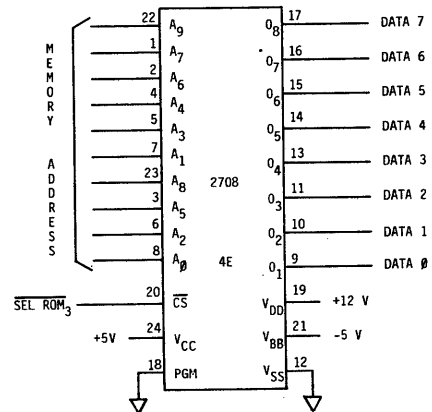 MEMORY ADDRESS
22 A9
1 A7
2 A6
4 A4
5 A3
7 A1
23 A8
3 A5
6 A2
8 AØ
SEL ROM3 20 CS
+5V 24 VCC
18 PGM
2708
4E
O8 17 DATA 7
O7 16 DATA 6
O6 15 DATA 5
O5 14 DATA 4
O4 13 DATA 3
O3 11 DATA 2
O2 10 DATA 1
O1 9 DATA Ø
VDD 19 +12 V
VBB 21 -5 V
VSS 12